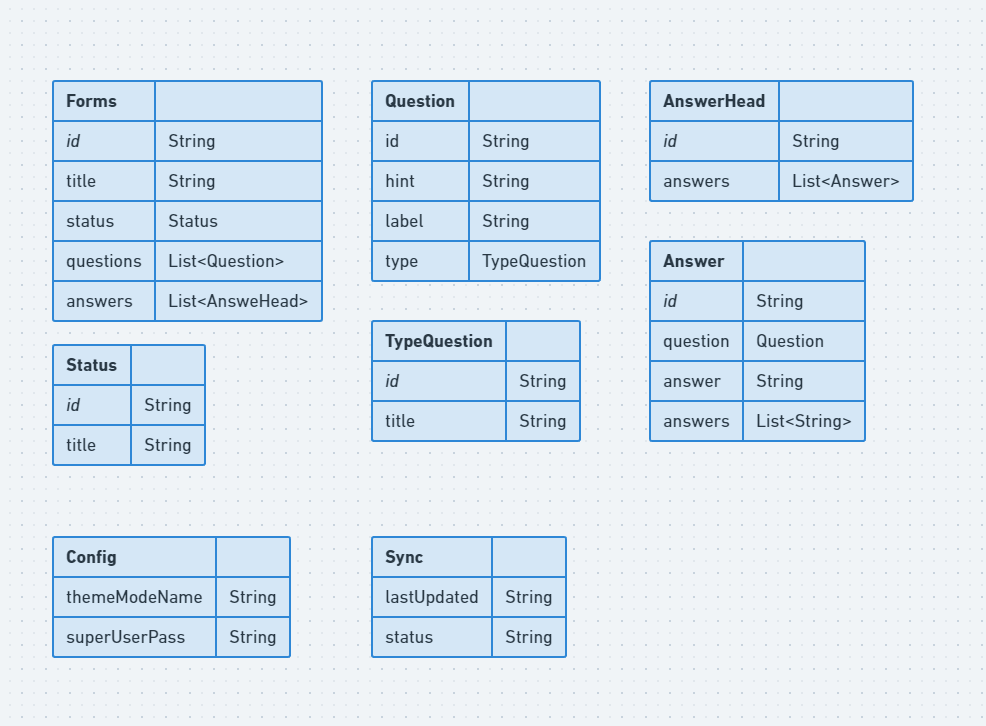 Forms
id String
title String
status Status
questions List<Question>
answers List<AnsweHead>
Question
id String
hint String
label String
type TypeQuestion
AnswerHead
id String
answers List<Answer>
Answer
id String
question Question
answer String
answers List<String>
Status
id String
title String
TypeQuestion
id String
title String
Config
themeModeName String
superUserPass String
Sync
lastUpdated String
status String